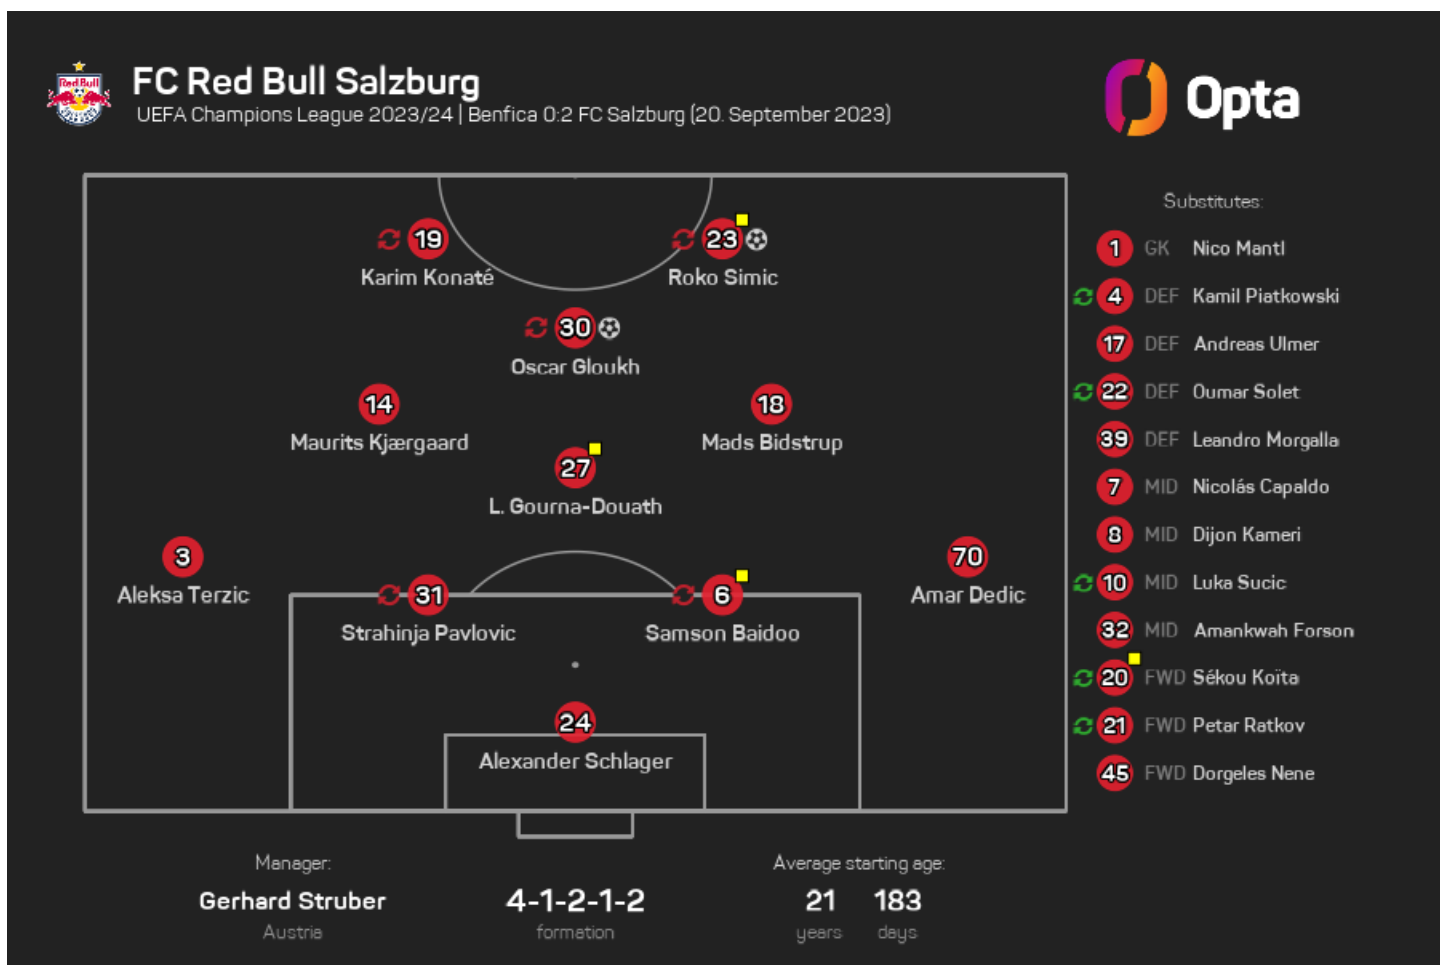 Red Bull
FC Red Bull Salzburg
UEFA Champions League 2023/24 | Benfica 0:2 FC Salzburg (20. September 2023)
Opta
19
Karim Konaté
23
Roko Simic
30
Oscar Gloukh
14
Maurits Kjærgaard
18
Mads Bidstrup
27
L. Gourna-Douath
3
Aleksa Terzic
70
Amar Dedic
31
Strahinja Pavlovic
6
Samson Baidoo
24
Alexander Schlager
Substitutes:
1 GK Nico Mantl
4 DEF Kamil Piatkowski
17 DEF Andreas Ulmer
22 DEF Oumar Solet
39 DEF Leandro Morgalla
7 MID Nicolás Capaldo
8 MID Dijon Kameri
10 MID Luka Sucic
32 MID Amankwah Forson
20 FWD Sékou Koïta
21 FWD Petar Ratkov
45 FWD Dorgeles Nene
Manager:
Gerhard Struber
Austria
4-1-2-1-2
formation
Average starting age:
21 183
years days